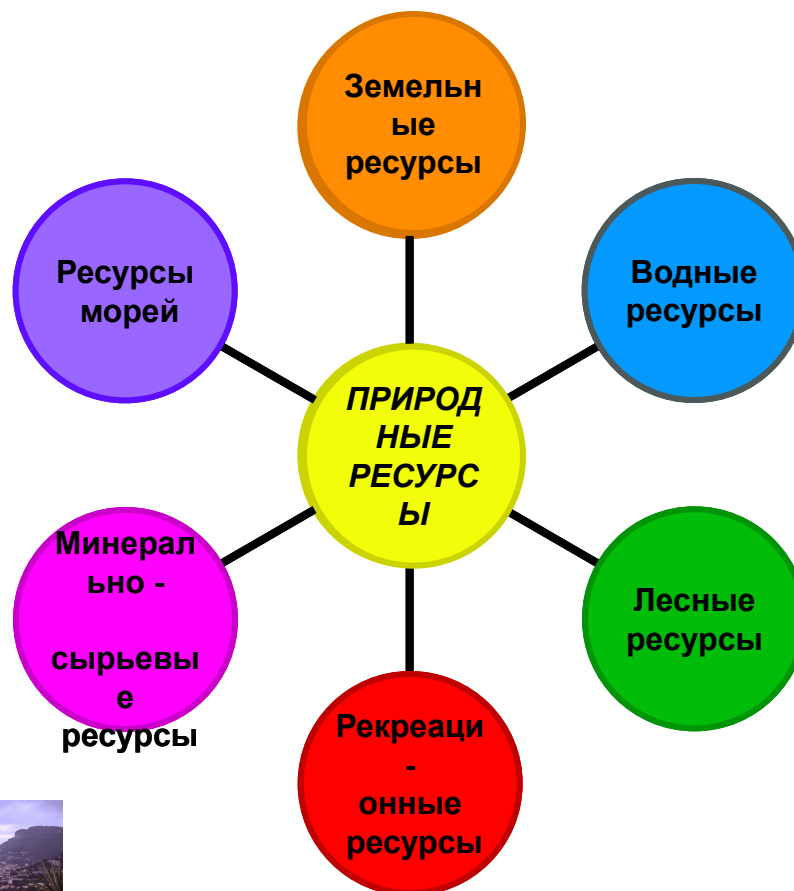 Земельн
ые
ресурсы
Ресурсы
морей
Водные
ресурсы
ПРИРОД
НЫЕ
РЕСУРС
Ы
Минерал
ьно -
сырьевы
е
ресурсы
Лесные
ресурсы
Рекреаци
-
онные
ресурсы